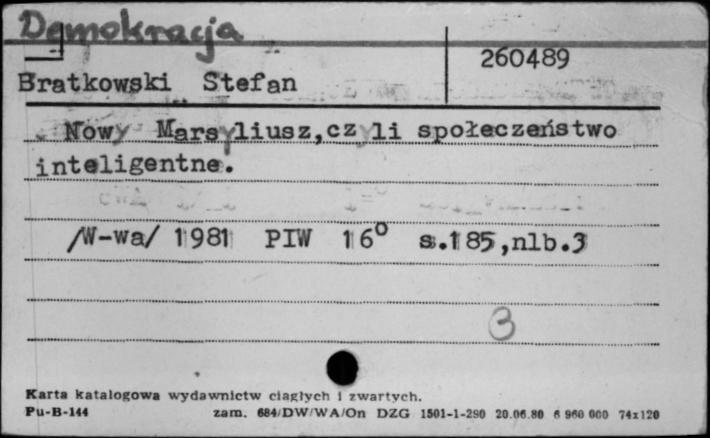 Demokracja
260489
Bratkowski Stefan
Nowy Marsyliusz,czyli społeczeństwo
inteligentne.
/W-wa/ 1981 PIW 16° s.185,nlb.3
3
Karta katalogowa wydawnictw ciągłych i zwartych.
Pu-B-144 zam. 684/DW/WA/On DZG 1501-1-290 20.06.80 6 960 000 74x120